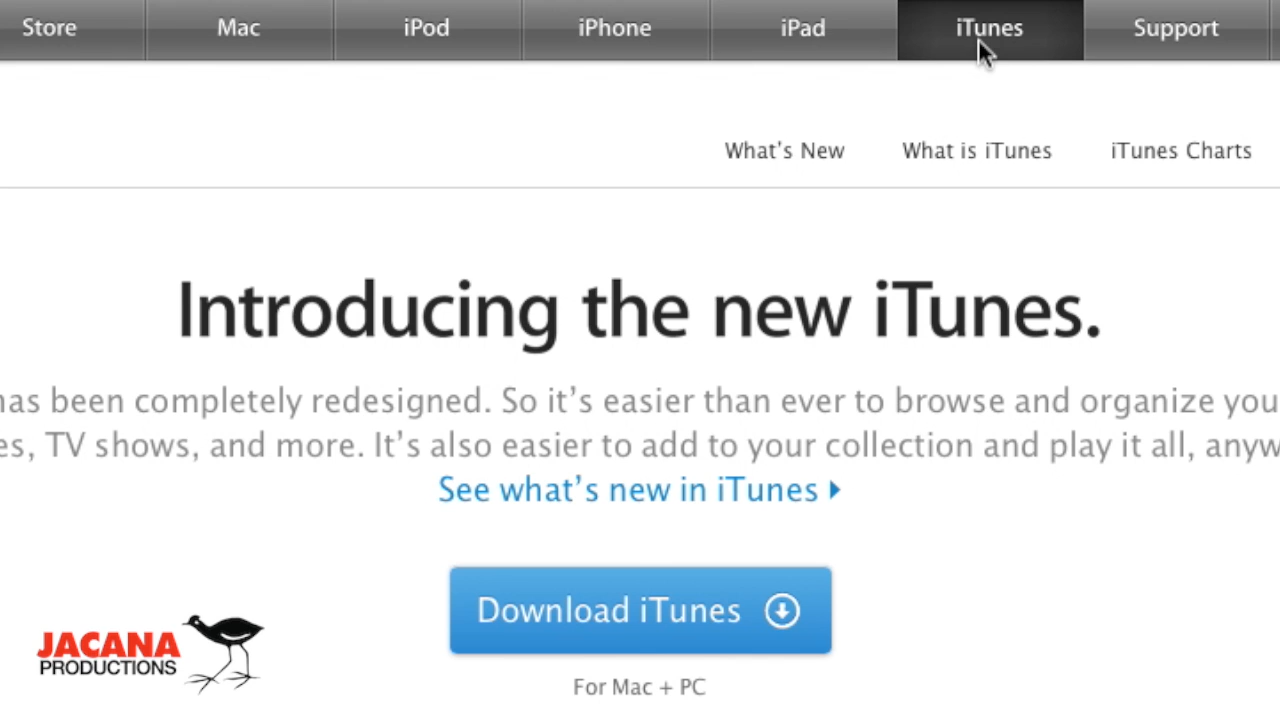 Store Mac iPod iPhone iPad iTunes Support
What's New What is iTunes iTunes Charts
Introducing the new iTunes.
has been completely redesigned. So it's easier than ever to browse and organize
TV shows, and more. It's also easier to add to your collection and play it all,
See what's new in iTunes
Download iTunes
For Mac + PC
JACANA
PRODUCTIONS